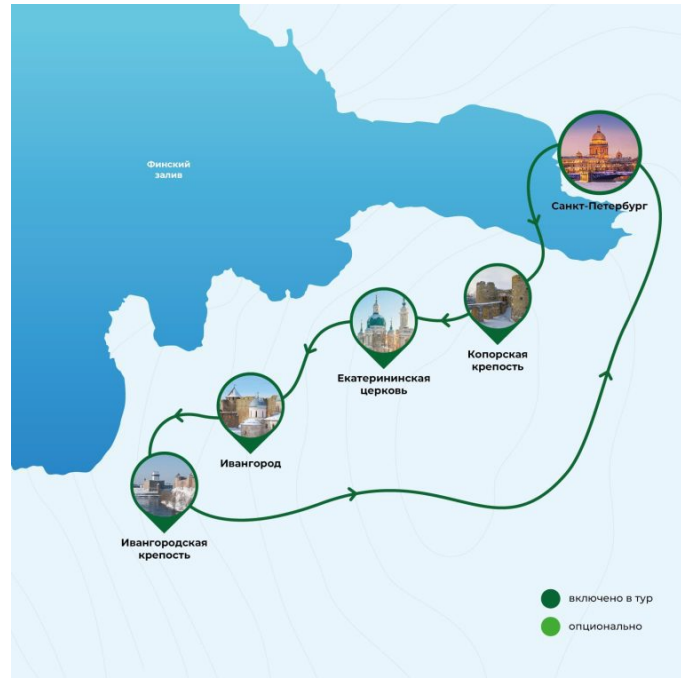 Финский
залив
Санкт-Петербург
Копорская
крепость
Екатерининская
церковь
Ивангород
Ивангородская
крепость
включено в тур
опционально